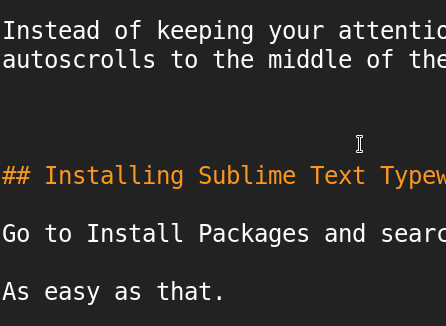 Instead of keeping your attentio
autoscrolls to the middle of the
## Installing Sublime Text Typew
Go to Install Packages and searc
As easy as that.